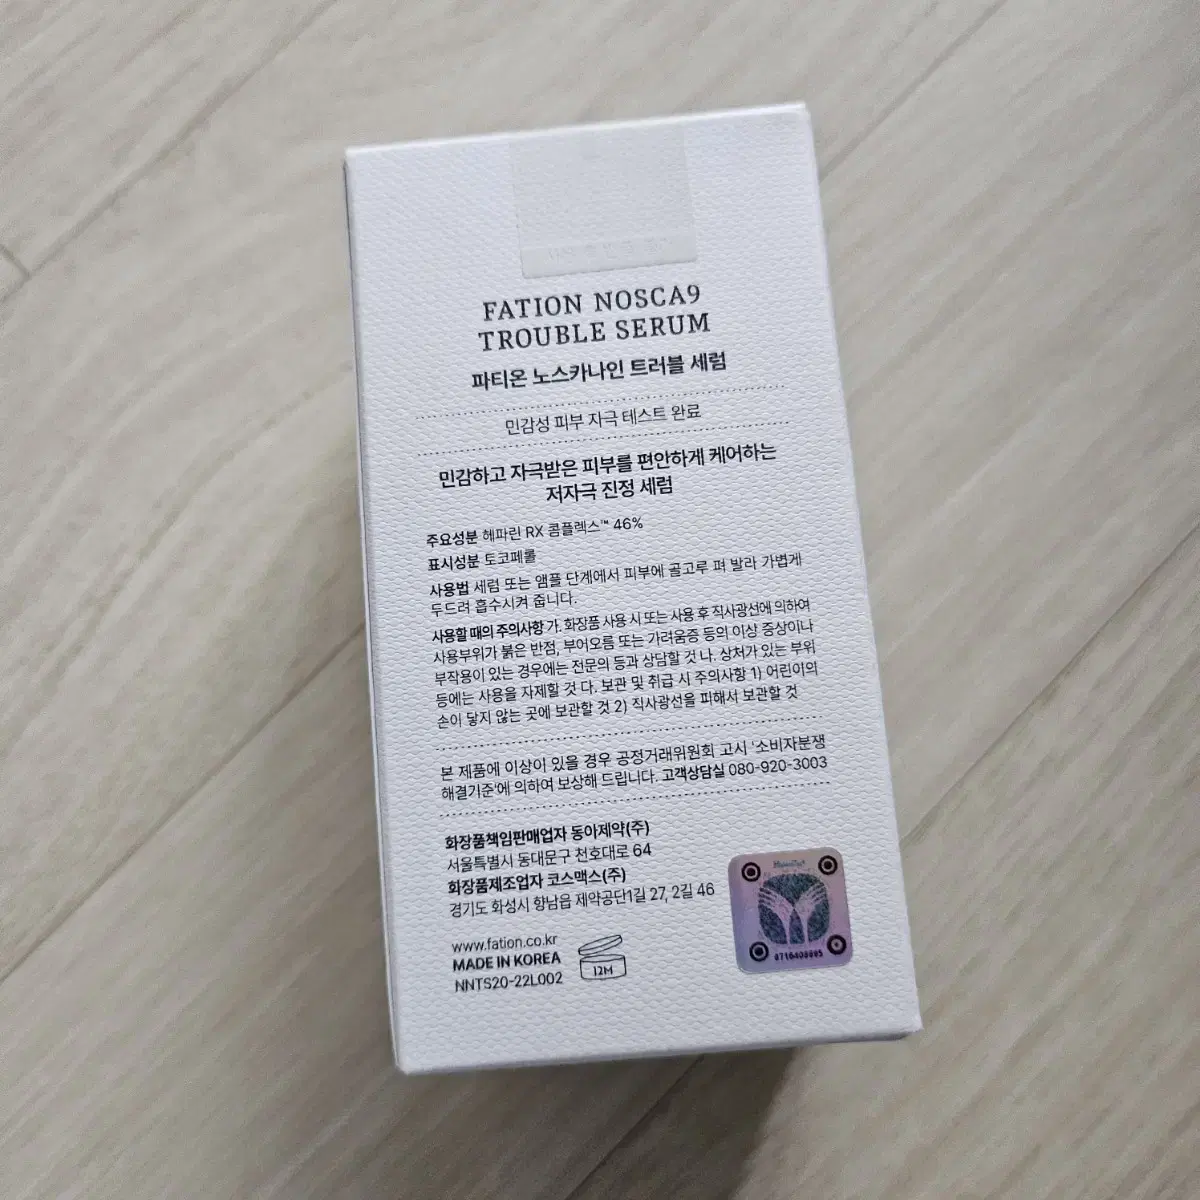 FATION NOSCA9
TROUBLE SERUM
파티온 노스카나인 트러블 세럼
민감성 피부 자극 테스트 완료
민감하고 자극받은 피부를 편안하게 케어하는
저자극 진정 세럼
주요성분 헤파린 RX 콤플렉스™ 46%
표시성분 토코페롤
사용법 세럼 또는 앰플 단계에서 피부에 골고루 펴 발라 가볍게
두드려 흡수시켜 줍니다.
사용할 때의 주의사항 가. 화장품 사용 시 또는 사용 후 직사광선에 의하여
사용부위가 붉은 반점, 부어오름 또는 가려움증 등의 이상 증상이나
부작용이 있는 경우에는 전문의 등과 상담할 것 나. 상처가 있는 부위
등에는 사용을 자제할 것 다. 보관 및 취급 시 주의사항 1) 어린이의
손이 닿지 않는 곳에 보관할 것 2) 직사광선을 피해서 보관할 것
본 제품에 이상이 있을 경우 공정거래위원회 고시 '소비자분쟁
해결기준'에 의하여 보상해 드립니다. 고객상담실 080-920-3003
화장품책임판매업자 동아제약(주)
서울특별시 동대문구 천호대로 64
화장품제조업자 코스맥스(주)
경기도 화성시 향남읍 제약공단1길 27, 2길 46
www.fation.co.kr
MADE IN KOREA
NNTS20-22L002
12M